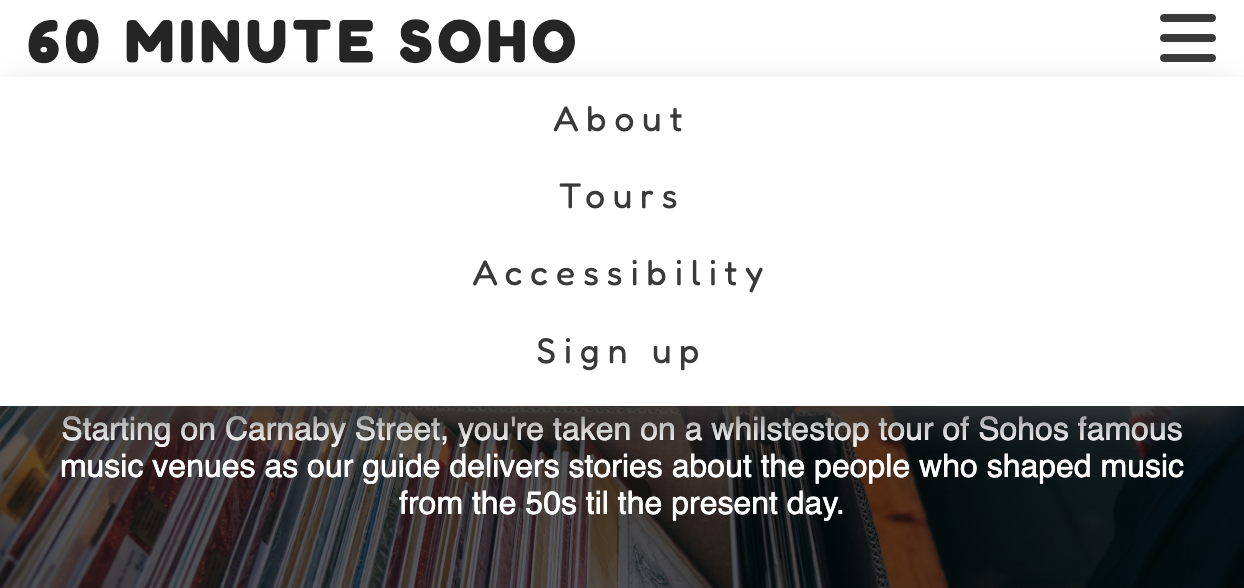 60 MINUTE SOHO
About
Tours
Accessibility
Sign up
Starting on Carnaby Street, you're taken on a whilstestop tour of Sohos famous
music venues as our guide delivers stories about the people who shaped music
from the 50s til the present day.